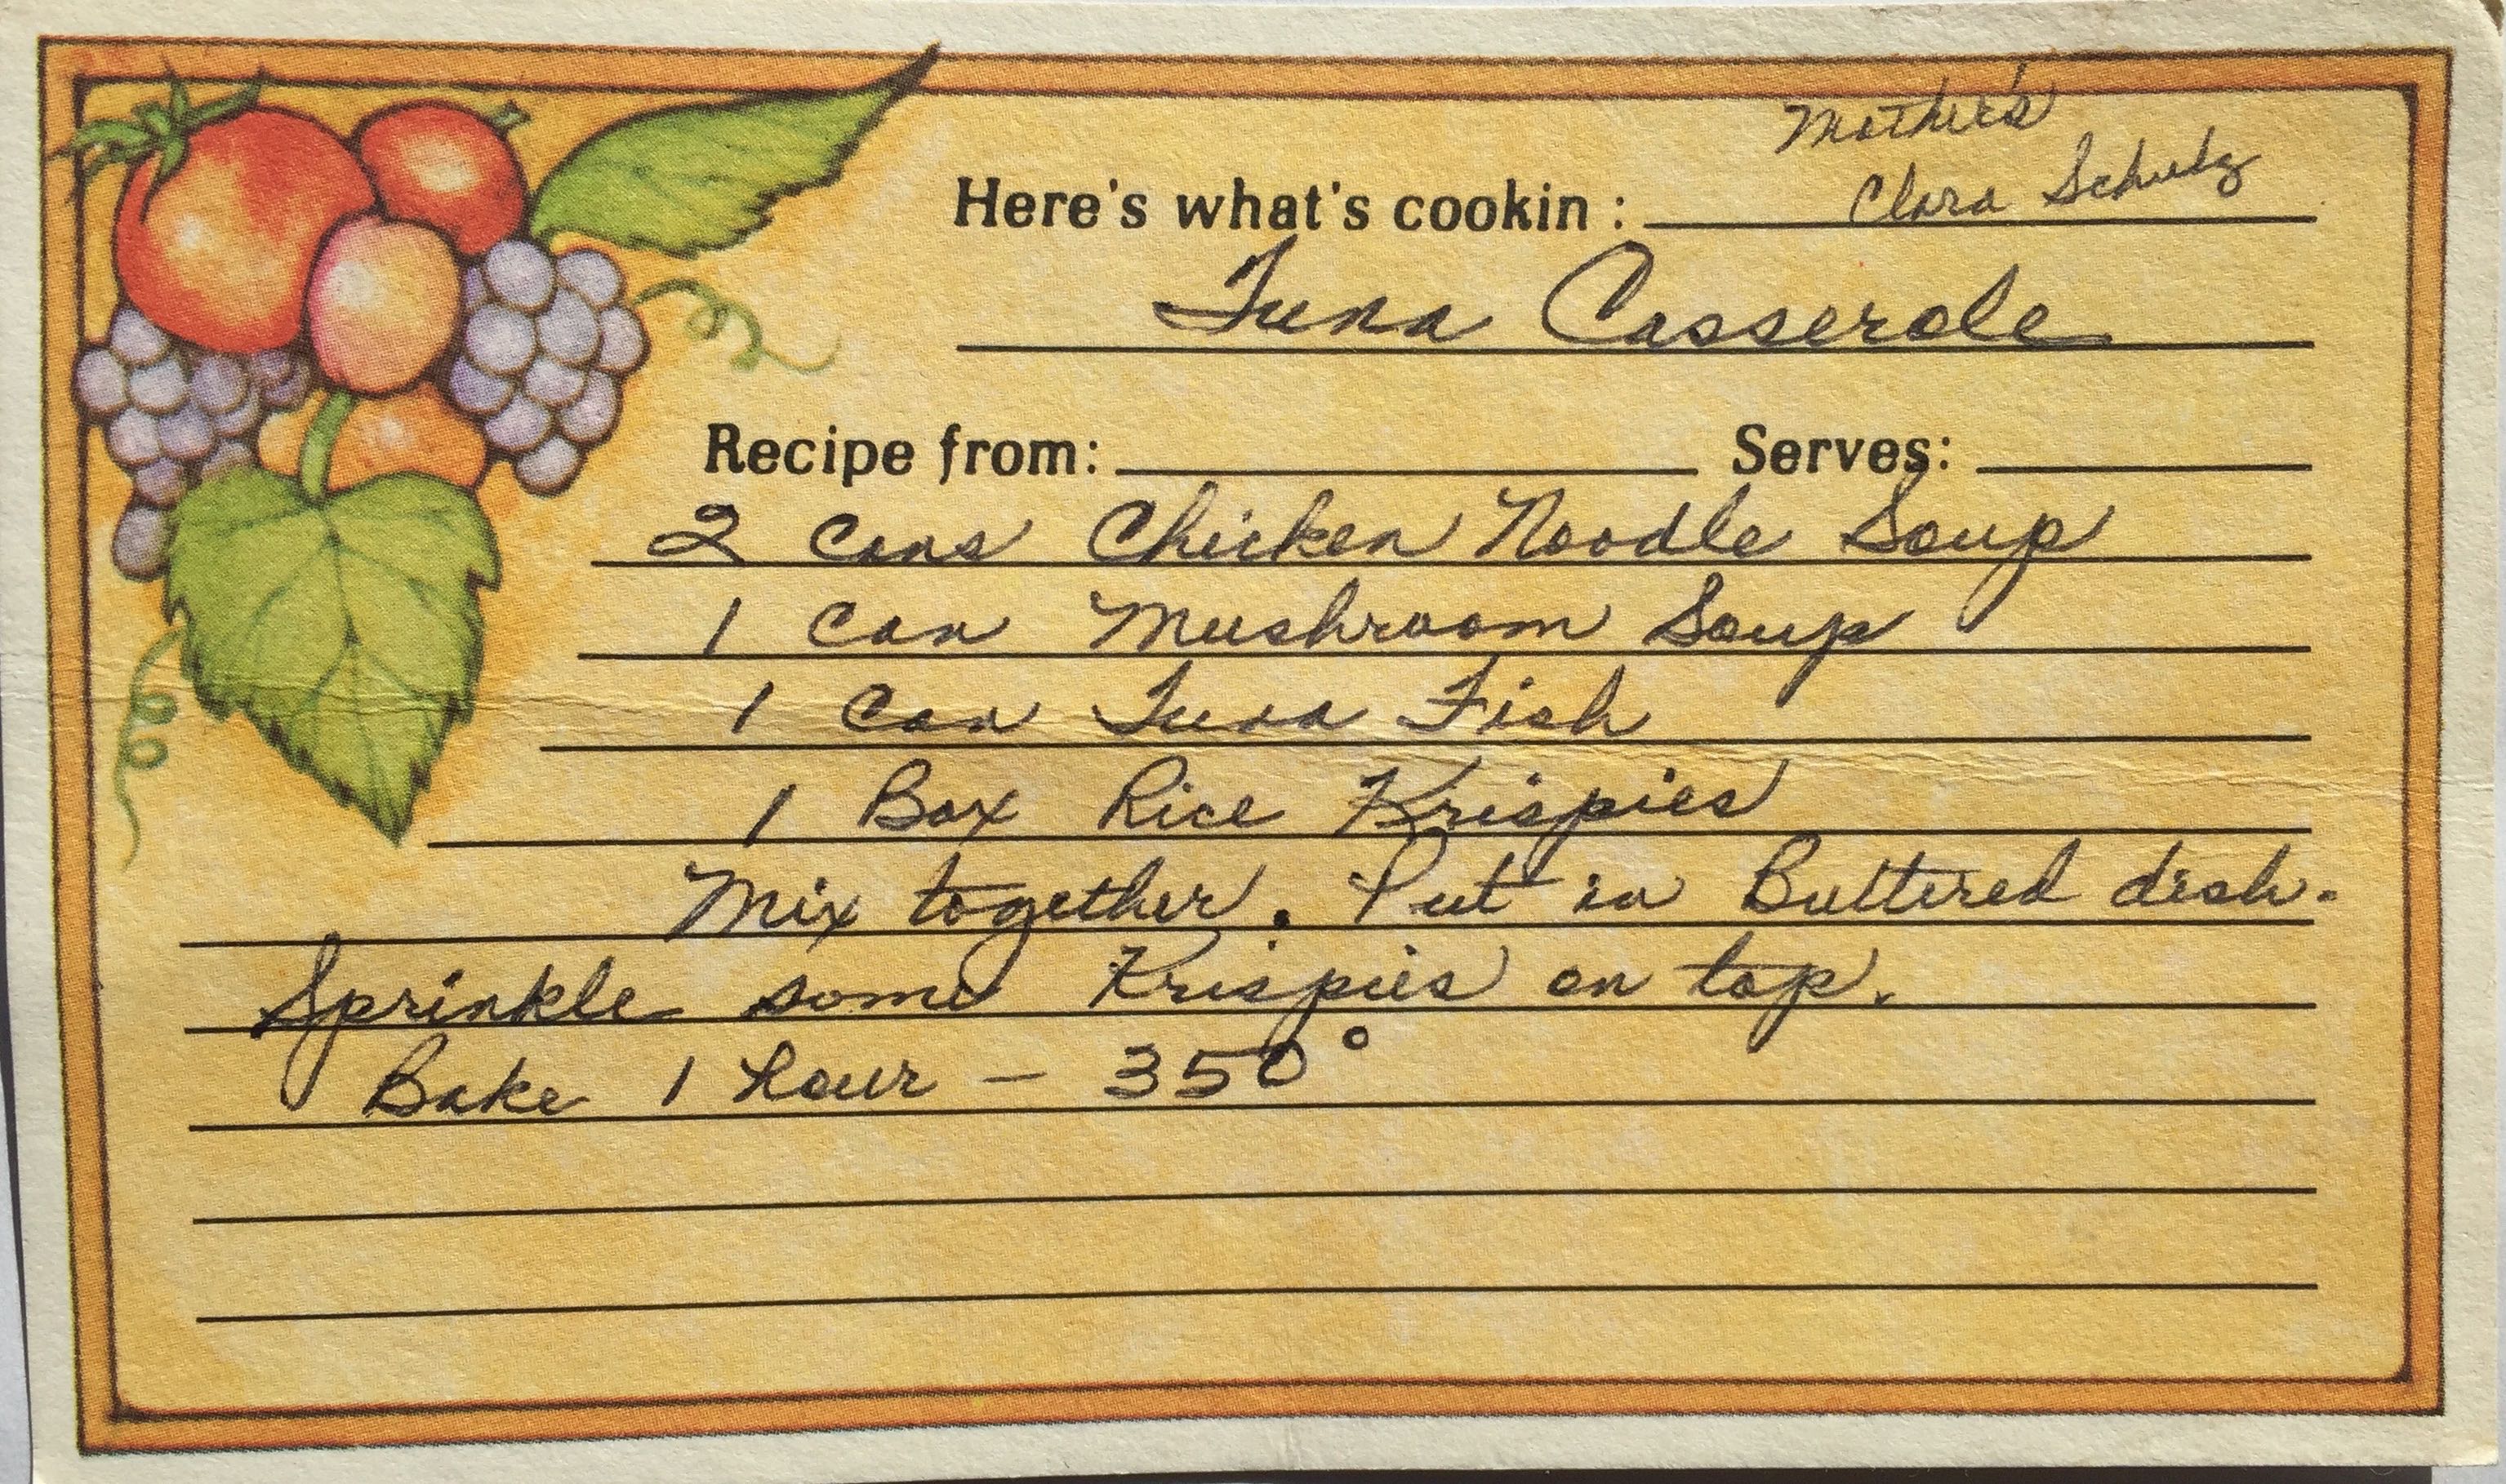 Mother's
Clara Schulz
Here's what's cookin :
Tuna Casserole
Recipe from: Serves:
2 Cans Chicken Noodle Soup
1 Can Mushroom Soup
1 Can Tuna Fish
1 Box Rice Krispies
Mix together. Put in Buttered dish.
Sprinkle some Krispies on top.
Bake 1 hour — 350°